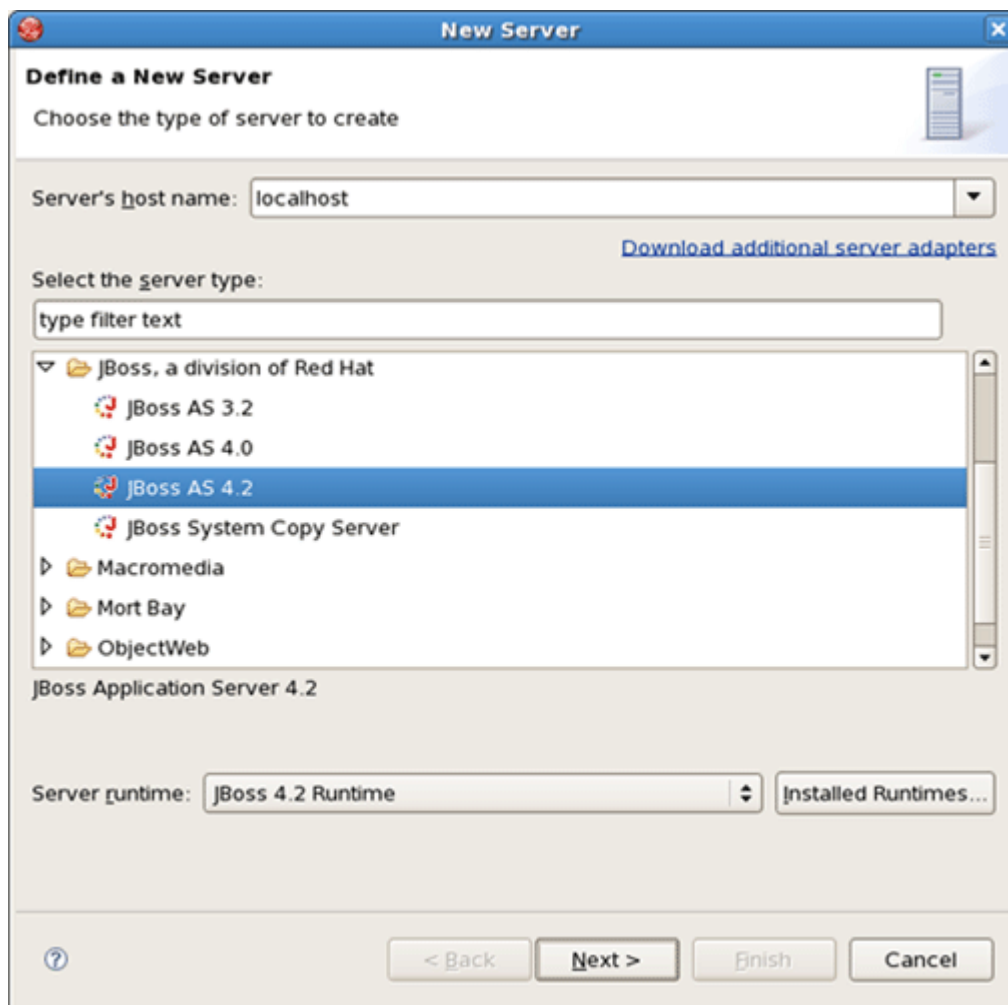 New Server
Define a New Server
Choose the type of server to create
Server's host name: localhost
Download additional server adapters
Select the server type:
type filter text
JBoss, a division of Red Hat
JBoss AS 3.2
JBoss AS 4.0
JBoss AS 4.2
JBoss System Copy Server
Macromedia
Mort Bay
ObjectWeb
JBoss Application Server 4.2
Server runtime: JBoss 4.2 Runtime Installed Runtimes...
? < Back Next > Finish Cancel